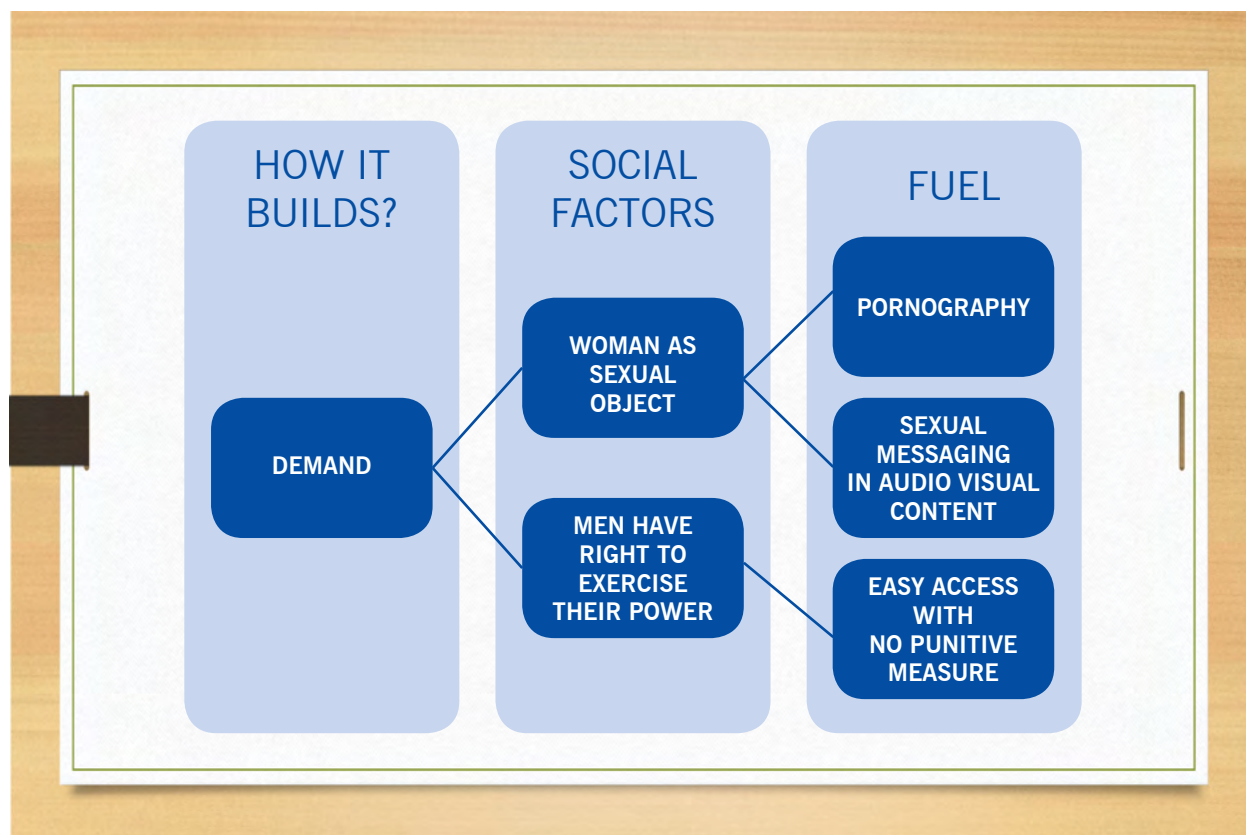 HOW IT
BUILDS?
DEMAND
SOCIAL
FACTORS
WOMAN AS
SEXUAL
OBJECT
MEN HAVE
RIGHT TO
EXERCISE
THEIR POWER
FUEL
PORNOGRAPHY
SEXUAL
MESSAGING
IN AUDIO VISUAL
CONTENT
EASY ACCESS
WITH
NO PUNITIVE
MEASURE